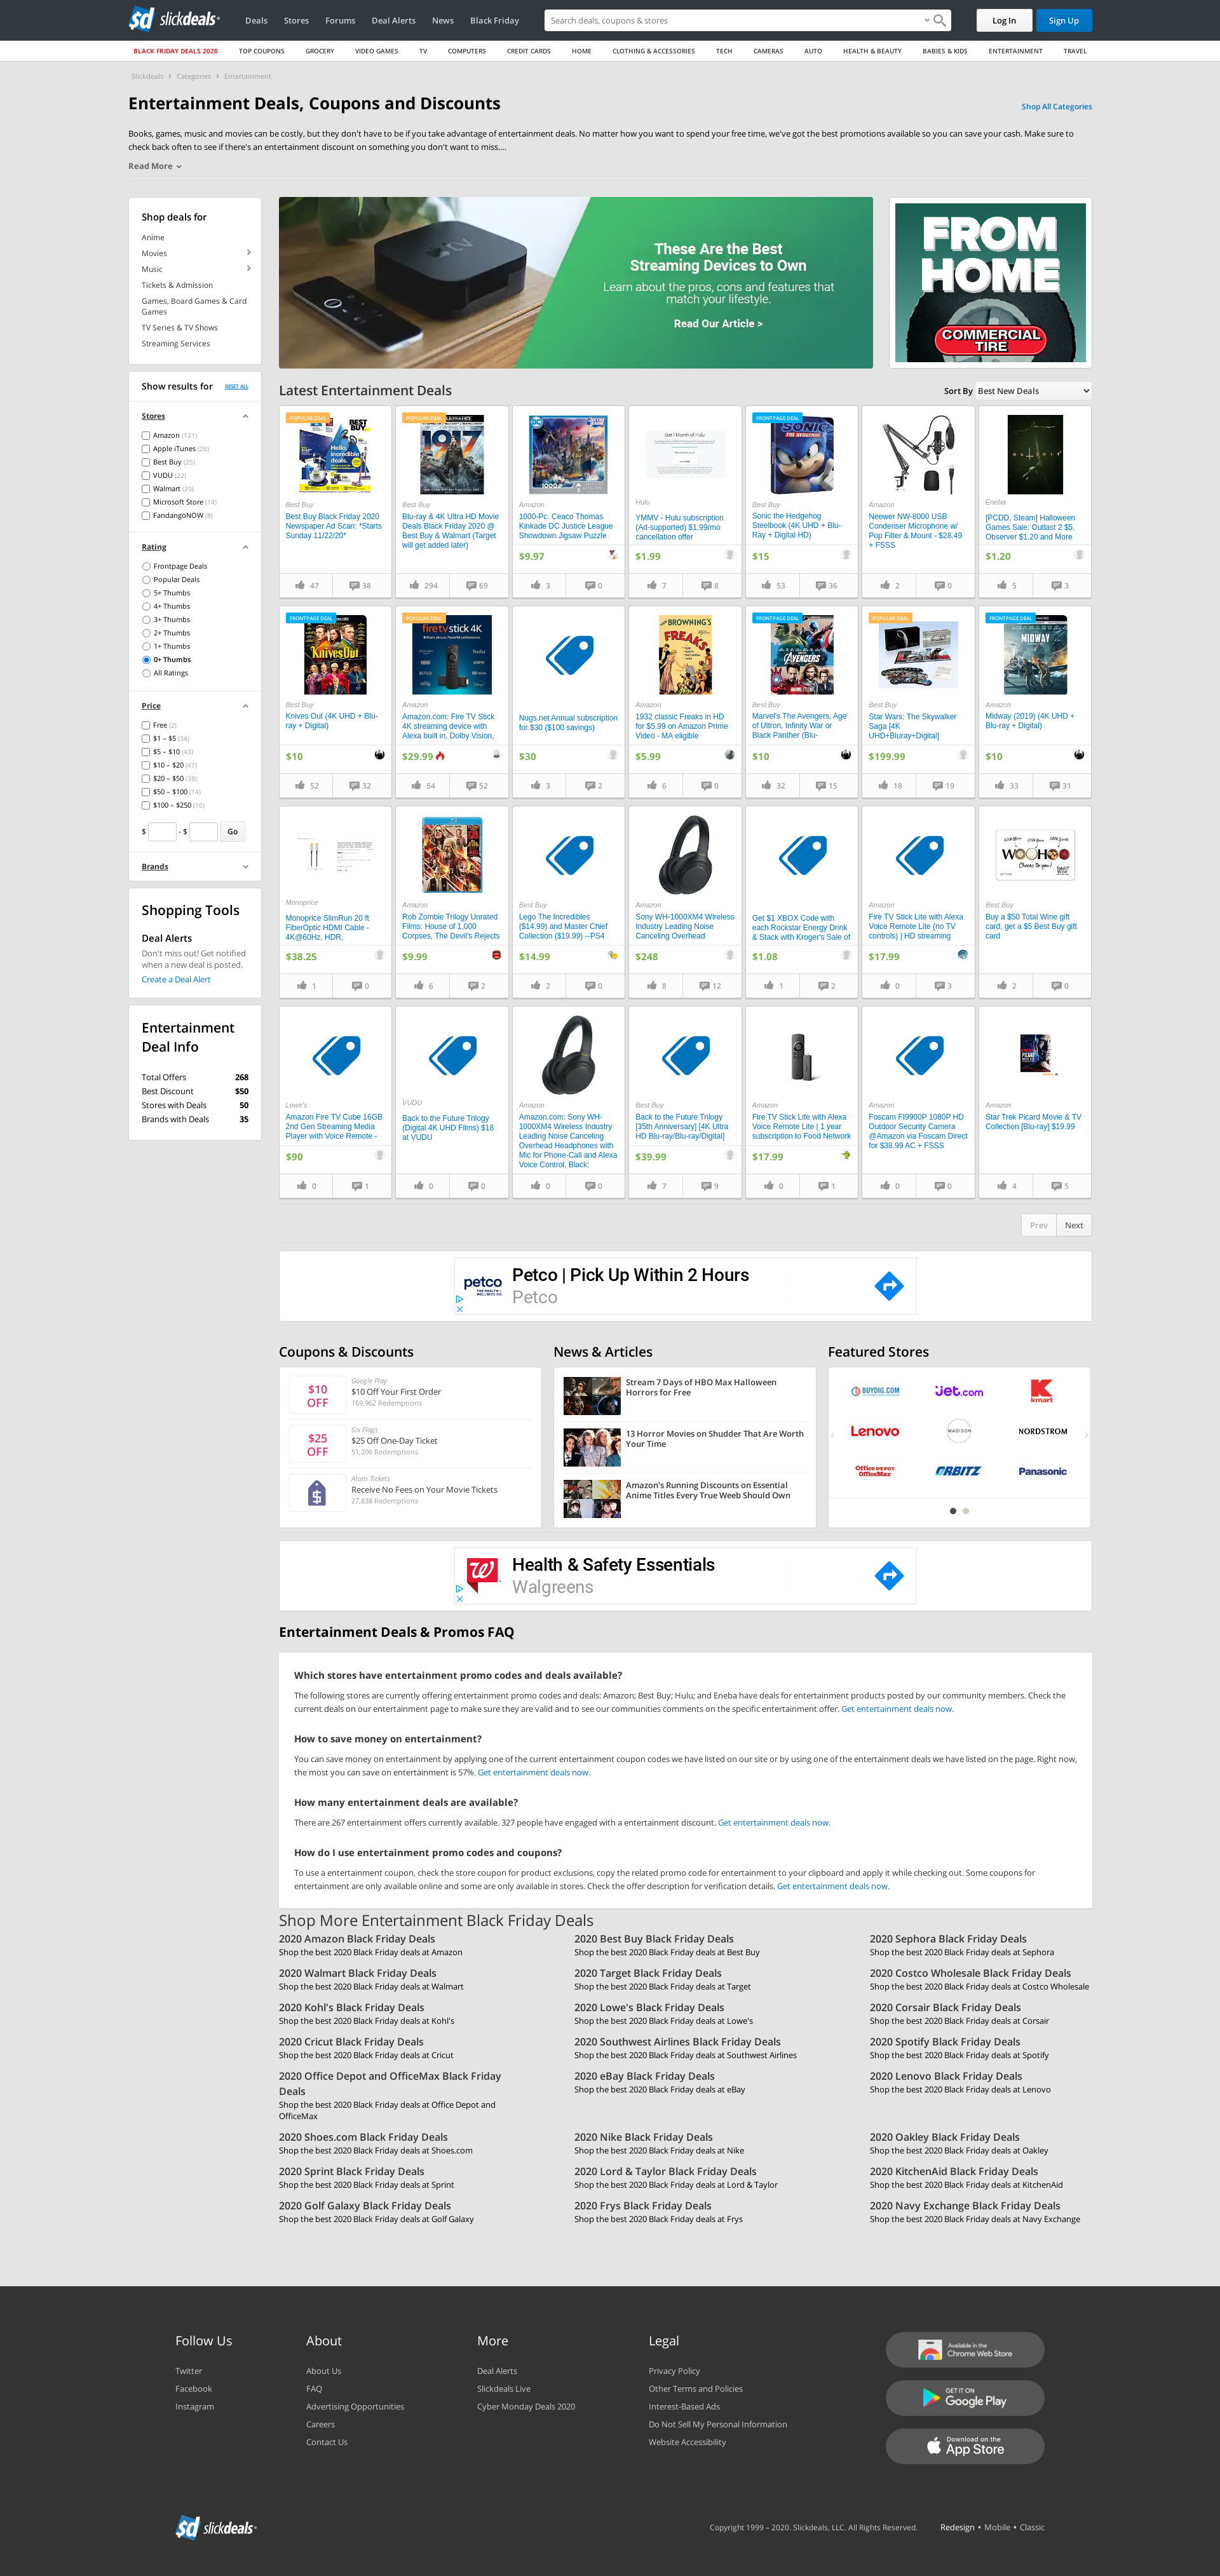 slickdeals
Deals Stores Forums Deal Alerts News Black Friday
Search deals, coupons & stores
Log In Sign Up
BLACK FRIDAY DEALS 2020 TOP COUPONS GROCERY VIDEO GAMES TV COMPUTERS CREDIT CARDS HOME CLOTHING & ACCESSORIES TECH CAMERAS AUTO HEALTH & BEAUTY BABIES & KIDS ENTERTAINMENT TRAVEL
Slickdeals > Categories > Entertainment
Entertainment Deals, Coupons and Discounts
Shop All Categories
Books, games, music and movies can be costly, but they don't have to be if you take advantage of entertainment deals. No matter how you want to spend your free time, we've got the best promotions available so you can save your cash. Make sure to
check back often to see if there's an entertainment discount on something you don't want to miss....
Read More
Shop deals for
Anime
Movies
Music
Tickets & Admission
Games, Board Games & Card
Games
TV Series & TV Shows
Streaming Services
Show results for RESET ALL
Stores
Amazon (121)
Apple iTunes (26)
Best Buy (25)
VUDU (22)
Walmart (20)
Microsoft Store (14)
FandangoNOW (8)
Rating
Frontpage Deals
Popular Deals
5+ Thumbs
4+ Thumbs
3+ Thumbs
2+ Thumbs
1+ Thumbs
0+ Thumbs
All Ratings
Price
Free (2)
$1 – $5 (34)
$5 – $10 (43)
$10 – $20 (47)
$20 – $50 (38)
$50 – $100 (14)
$100 – $250 (10)
$ - $ Go
Brands
Shopping Tools
Deal Alerts
Don't miss out! Get notified
when a new deal is posted.
Create a Deal Alert
Entertainment
Deal Info
Total Offers 268
Best Discount $50
Stores with Deals 50
Brands with Deals 35
These Are the Best
Streaming Devices to Own
Learn about the pros, cons and features that
match your lifestyle.
Read Our Article >
FROM
HOME
COMMERCIAL
TIRE
Latest Entertainment Deals
Sort By Best New Deals
POPULAR DEAL
Best Buy
Best Buy Black Friday 2020
Newspaper Ad Scan: *Starts
Sunday 11/22/20*
47 38
POPULAR DEAL
Best Buy
Blu-ray & 4K Ultra HD Movie
Deals Black Friday 2020 @
Best Buy & Walmart (Target
will get added later)
294 69
Amazon
1000-Pc. Ceaco Thomas
Kinkade DC Justice League
Showdown Jigsaw Puzzle
$9.97
3 0
Hulu
YMMV - Hulu subscription
(Ad-supported) $1.99/mo
cancellation offer
$1.99
7 8
FRONTPAGE DEAL
Best Buy
Sonic the Hedgehog
Steelbook (4K UHD + Blu-
Ray + Digital HD)
$15
53 36
Amazon
Neewer NW-8000 USB
Condenser Microphone w/
Pop Filter & Mount - $28.49
+ FSSS
2 0
Eneba
[PCDD, Steam] Halloween
Games Sale: Outlast 2 $5,
Observer $1.20 and More
$1.20
5 3
FRONTPAGE DEAL
Best Buy
Knives Out (4K UHD + Blu-
ray + Digital)
$10
52 32
POPULAR DEAL
fire tv stick 4K
Amazon
Amazon.com: Fire TV Stick
4K streaming device with
Alexa built in, Dolby Vision,
$29.99
54 52
Nugs.net Annual subscription
for $30 ($100 savings)
$30
3 2
BROWNING'S
FREAKS
Amazon
1932 classic Freaks in HD
for $5.99 on Amazon Prime
Video - MA eligible
$5.99
6 0
FRONTPAGE DEAL
AVENGERS
Best Buy
Marvel's The Avengers, Age
of Ultron, Infinity War or
Black Panther (Blu-
$10
32 15
POPULAR DEAL
Best Buy
Star Wars: The Skywalker
Saga [4K
UHD+Bluray+Digital]
$199.99
18 19
FRONTPAGE DEAL
MIDWAY
Amazon
Midway (2019) (4K UHD +
Blu-ray + Digital)
$10
33 31
Monoprice
Monoprice SlimRun 20 ft
FiberOptic HDMI Cable -
4K@60Hz, HDR,
$38.25
1 0
Amazon
Rob Zombie Trilogy Unrated
Films: House of 1,000
Corpses, The Devil's Rejects
$9.99
6 2
Best Buy
Lego The Incredibles
($14.99) and Master Chief
Collection ($19.99) --PS4
$14.99
2 0
Amazon
Sony WH-1000XM4 Wireless
Industry Leading Noise
Canceling Overhead
$248
8 12
Get $1 XBOX Code with
each Rockstar Energy Drink
& Stack with Kroger's Sale of
$1.08
1 2
Amazon
Fire TV Stick Lite with Alexa
Voice Remote Lite (no TV
controls) | HD streaming
$17.99
0 3
WOOHOO
Best Buy
Buy a $50 Total Wine gift
card, get a $5 Best Buy gift
card
2 0
Lowe's
Amazon Fire TV Cube 16GB
2nd Gen Streaming Media
Player with Voice Remote -
$90
0 1
VUDU
Back to the Future Trilogy
(Digital 4K UHD Films) $18
at VUDU
0 0
Amazon
Amazon.com: Sony WH-
1000XM4 Wireless Industry
Leading Noise Canceling
Overhead Headphones with
Mic for Phone-Call and Alexa
Voice Control, Black:
0 0
Best Buy
Back to the Future Trilogy
[35th Anniversary] [4K Ultra
HD Blu-ray/Blu-ray/Digital]
$39.99
7 9
Amazon
Fire TV Stick Lite with Alexa
Voice Remote Lite | 1 year
subscription to Food Network
$17.99
0 1
Amazon
Foscam FI9900P 1080P HD
Outdoor Security Camera
@Amazon via Foscam Direct
for $38.99 AC + FSSS
0 0
Amazon
Star Trek Picard Movie & TV
Collection [Blu-ray] $19.99
4 5
Prev Next
petco
Petco | Pick Up Within 2 Hours
Petco
Coupons & Discounts
$10
OFF
Google Play
$10 Off Your First Order
169,962 Redemptions
$25
OFF
Six Flags
$25 Off One-Day Ticket
51,206 Redemptions
Atom Tickets
Receive No Fees on Your Movie Tickets
27,838 Redemptions
News & Articles
Stream 7 Days of HBO Max Halloween
Horrors for Free
13 Horror Movies on Shudder That Are Worth
Your Time
Amazon's Running Discounts on Essential
Anime Titles Every True Weeb Should Own
Featured Stores
BUYDIG.COM jet.com kmart
Lenovo MADISON NORDSTROM
Office DEPOT
OfficeMax
ORBITZ Panasonic
Health & Safety Essentials
Walgreens
Entertainment Deals & Promos FAQ
Which stores have entertainment promo codes and deals available?
The following stores are currently offering entertainment promo codes and deals: Amazon; Best Buy; Hulu; and Eneba have deals for entertainment products posted by our community members. Check the
current deals on our entertainment page to make sure they are valid and to see our communities comments on the specific entertainment offer. Get entertainment deals now.
How to save money on entertainment?
You can save money on entertainment by applying one of the current entertainment coupon codes we have listed on our site or by using one of the entertainment deals we have listed on the page. Right now,
the most you can save on entertainment is 57%. Get entertainment deals now.
How many entertainment deals are available?
There are 267 entertainment offers currently available. 327 people have engaged with a entertainment discount. Get entertainment deals now.
How do I use entertainment promo codes and coupons?
To use a entertainment coupon, check the store coupon for product exclusions, copy the related promo code for entertainment to your clipboard and apply it while checking out. Some coupons for
entertainment are only available online and some are only available in stores. Check the offer description for verification details. Get entertainment deals now.
Shop More Entertainment Black Friday Deals
2020 Amazon Black Friday Deals
Shop the best 2020 Black Friday deals at Amazon
2020 Best Buy Black Friday Deals
Shop the best 2020 Black Friday deals at Best Buy
2020 Sephora Black Friday Deals
Shop the best 2020 Black Friday deals at Sephora
2020 Walmart Black Friday Deals
Shop the best 2020 Black Friday deals at Walmart
2020 Target Black Friday Deals
Shop the best 2020 Black Friday deals at Target
2020 Costco Wholesale Black Friday Deals
Shop the best 2020 Black Friday deals at Costco Wholesale
2020 Kohl's Black Friday Deals
Shop the best 2020 Black Friday deals at Kohl's
2020 Lowe's Black Friday Deals
Shop the best 2020 Black Friday deals at Lowe's
2020 Corsair Black Friday Deals
Shop the best 2020 Black Friday deals at Corsair
2020 Cricut Black Friday Deals
Shop the best 2020 Black Friday deals at Cricut
2020 Southwest Airlines Black Friday Deals
Shop the best 2020 Black Friday deals at Southwest Airlines
2020 Spotify Black Friday Deals
Shop the best 2020 Black Friday deals at Spotify
2020 Office Depot and OfficeMax Black Friday
Deals
Shop the best 2020 Black Friday deals at Office Depot and
OfficeMax
2020 eBay Black Friday Deals
Shop the best 2020 Black Friday deals at eBay
2020 Lenovo Black Friday Deals
Shop the best 2020 Black Friday deals at Lenovo
2020 Shoes.com Black Friday Deals
Shop the best 2020 Black Friday deals at Shoes.com
2020 Nike Black Friday Deals
Shop the best 2020 Black Friday deals at Nike
2020 Oakley Black Friday Deals
Shop the best 2020 Black Friday deals at Oakley
2020 Sprint Black Friday Deals
Shop the best 2020 Black Friday deals at Sprint
2020 Lord & Taylor Black Friday Deals
Shop the best 2020 Black Friday deals at Lord & Taylor
2020 KitchenAid Black Friday Deals
Shop the best 2020 Black Friday deals at KitchenAid
2020 Golf Galaxy Black Friday Deals
Shop the best 2020 Black Friday deals at Golf Galaxy
2020 Frys Black Friday Deals
Shop the best 2020 Black Friday deals at Frys
2020 Navy Exchange Black Friday Deals
Shop the best 2020 Black Friday deals at Navy Exchange
Follow Us
Twitter
Facebook
Instagram
About
About Us
FAQ
Advertising Opportunities
Careers
Contact Us
More
Deal Alerts
Slickdeals Live
Cyber Monday Deals 2020
Legal
Privacy Policy
Other Terms and Policies
Interest-Based Ads
Do Not Sell My Personal Information
Website Accessibility
Available in the
Chrome Web Store
GET IT ON
Google Play
Download on the
App Store
slickdeals
Copyright 1999 – 2020. Slickdeals, LLC. All Rights Reserved. Redesign • Mobile • Classic